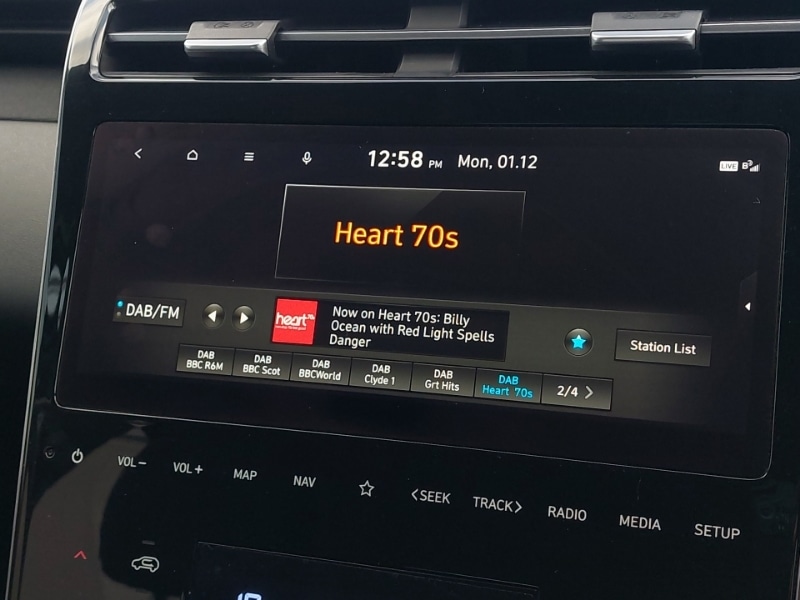 12:58 PM Mon, 01.12
LIVE
Heart 70s
DAB/FM
heart 70s
Now on Heart 70s: Billy
Ocean with Red Light Spells
Danger
Station List
DAB
BBC R6M
DAB
BBC Scot
DAB
BBCWorld
DAB
Clyde 1
DAB
Grt Hits
DAB
Heart 70s
2/4 >
VOL− VOL+ MAP NAV <SEEK TRACK> RADIO MEDIA SETUP